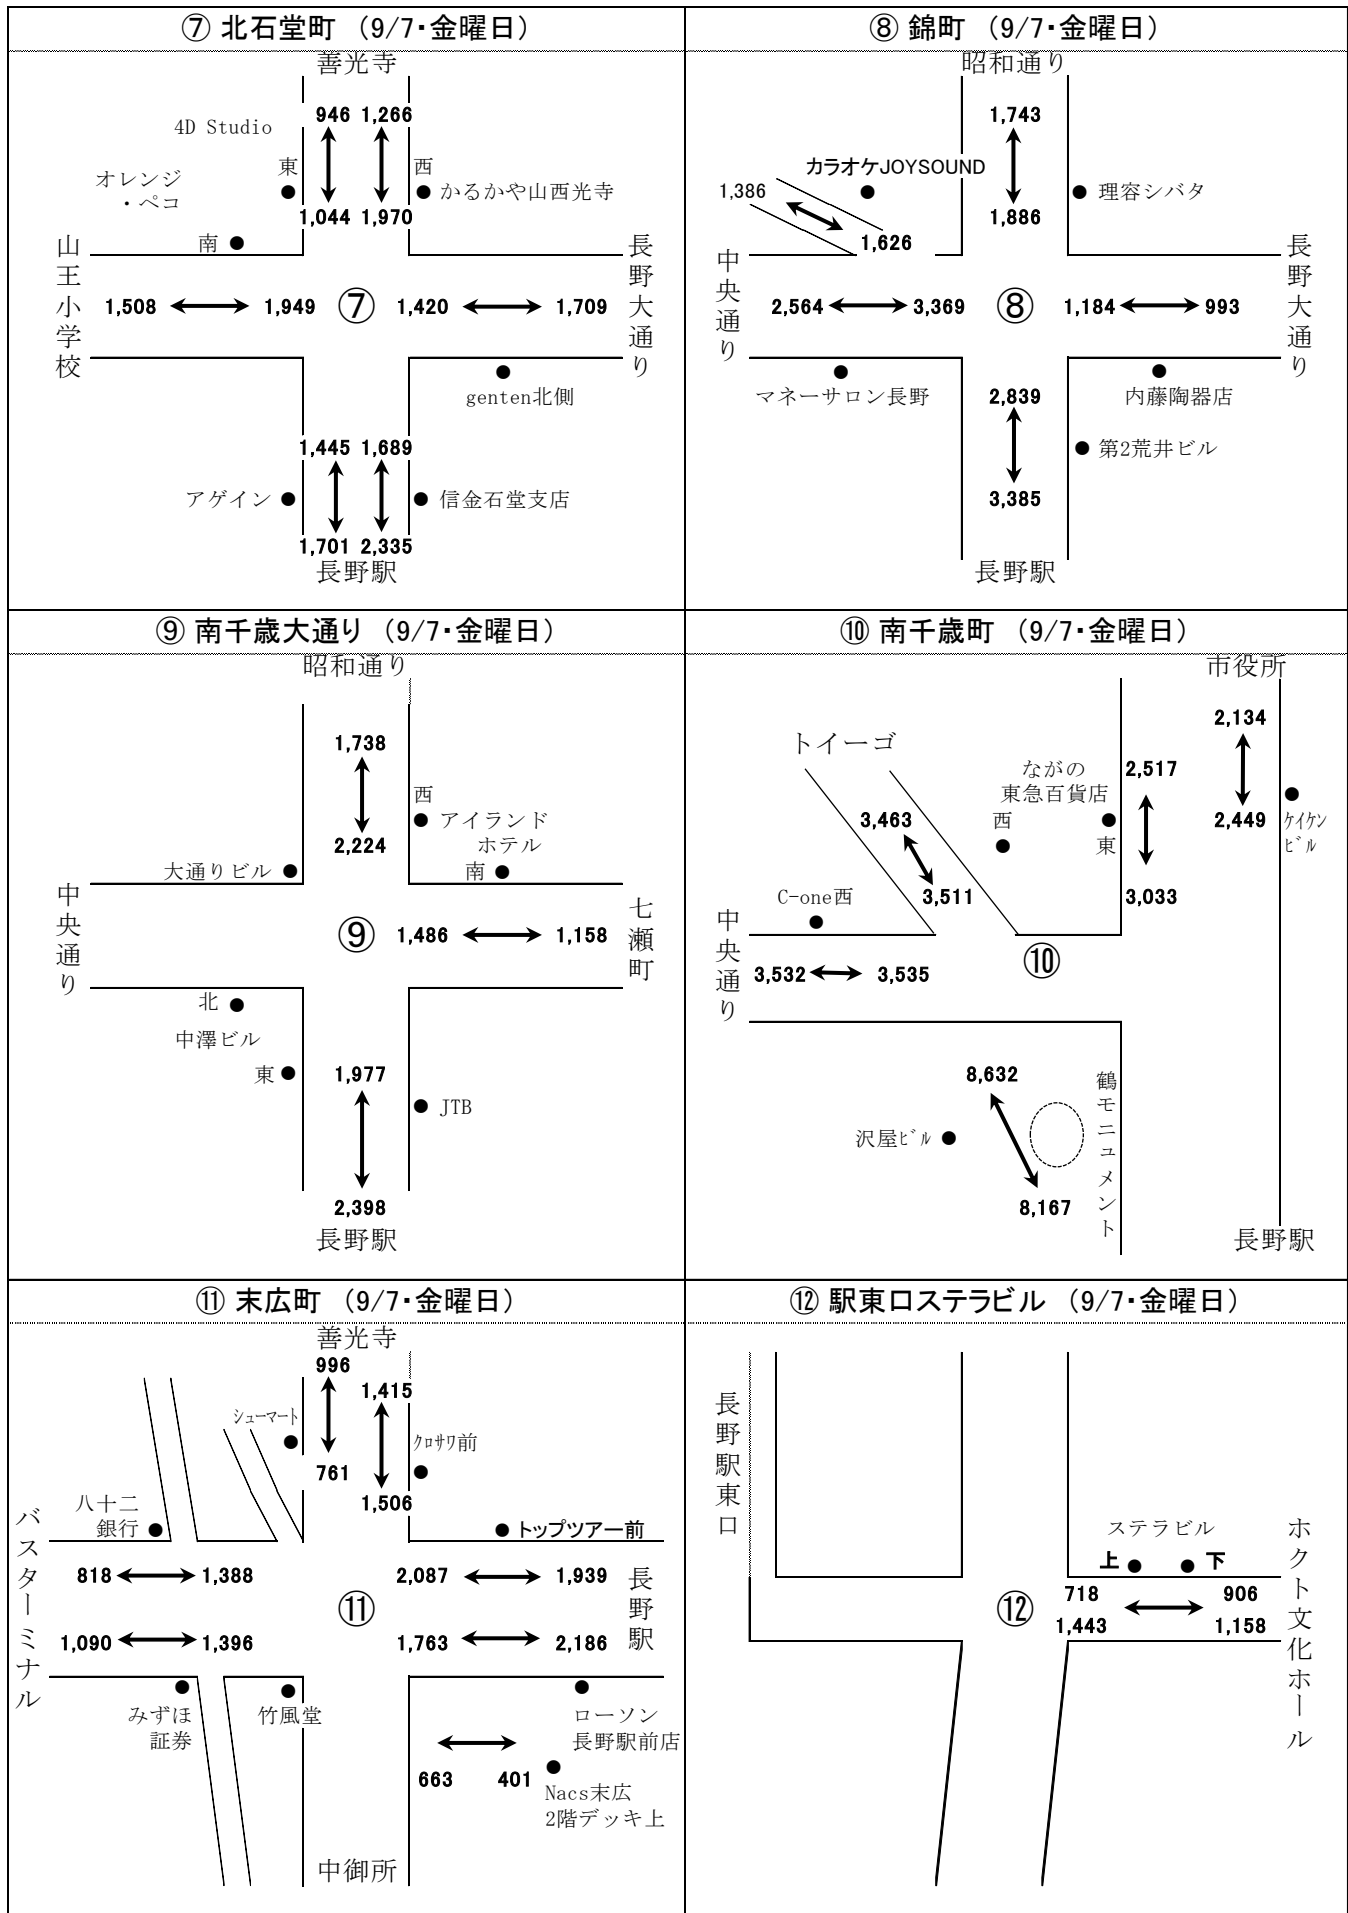 ⑦ 北石堂町 （9/7・金曜日）
善光寺
946 1,266
4D Studio
東 西
オレンジ
・ペコ
かるかや山西光寺
1,044 1,970
南
山王小学校
長野大通り
1,508 1,949 ⑦ 1,420 1,709
genten北側
1,445 1,689
アゲイン 信金石堂支店
1,701 2,335
長野駅
⑧ 錦町 （9/7・金曜日）
昭和通り
1,743
カラオケJOYSOUND
1,386
理容シバタ
1,886
1,626
中央通り
長野大通り
2,564 3,369 ⑧ 1,184 993
マネーサロン長野
2,839
内藤陶器店
第2荒井ビル
3,385
長野駅
⑨ 南千歳大通り （9/7・金曜日）
昭和通り
1,738
西
アイランド
ホテル
2,224
大通りビル
南
中央通り
七瀬町
⑨ 1,486 1,158
北
中澤ビル
東
1,977
JTB
2,398
長野駅
⑩ 南千歳町 （9/7・金曜日）
市役所
2,134
トイーゴ
ながの
東急百貨店
2,517
西
東
3,463
2,449
ケイケン
ビル
C-one西
3,511
3,033
中央通り
⑩
3,532 3,535
8,632
鶴モニュメント
沢屋ビル
8,167
長野駅
⑪ 末広町 （9/7・金曜日）
善光寺
996
1,415
シューマート
クロサワ前
761
1,506
八十二
銀行
トップツアー前
バスターミナル
長野駅
818 1,388 2,087 1,939
⑪
1,090 1,396 1,763 2,186
みずほ
証券
竹風堂
ローソン
長野駅前店
663 401
Nacs末広
2階デッキ上
中御所
⑫ 駅東口ステラビル （9/7・金曜日）
長野駅東口
ステラビル
上 下
ホクト文化ホール
718 906
⑫
1,443 1,158